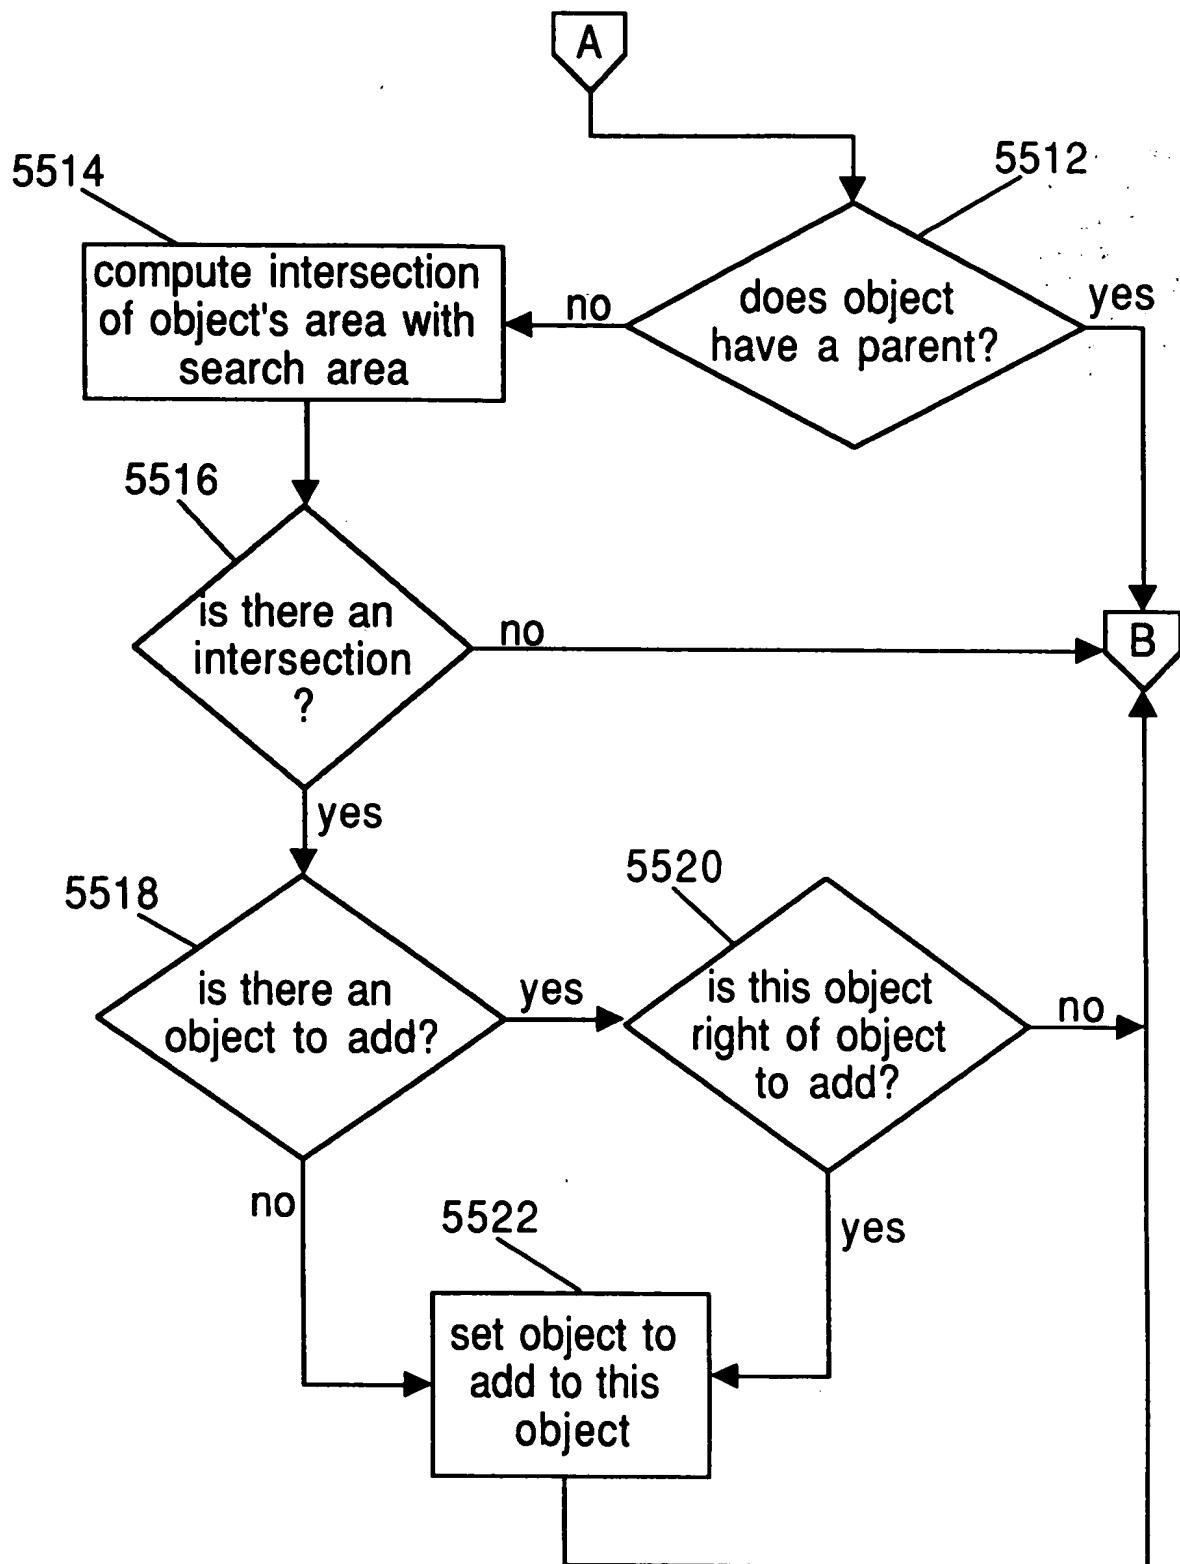 A
5512
does object
have a parent?
no
yes
5514
compute intersection
of object's area with
search area
5516
is there an
intersection
?
no
B
yes
5518
is there an
object to add?
yes
5520
is this object
right of object
to add?
no
no
yes
5522
set object to
add to this
object